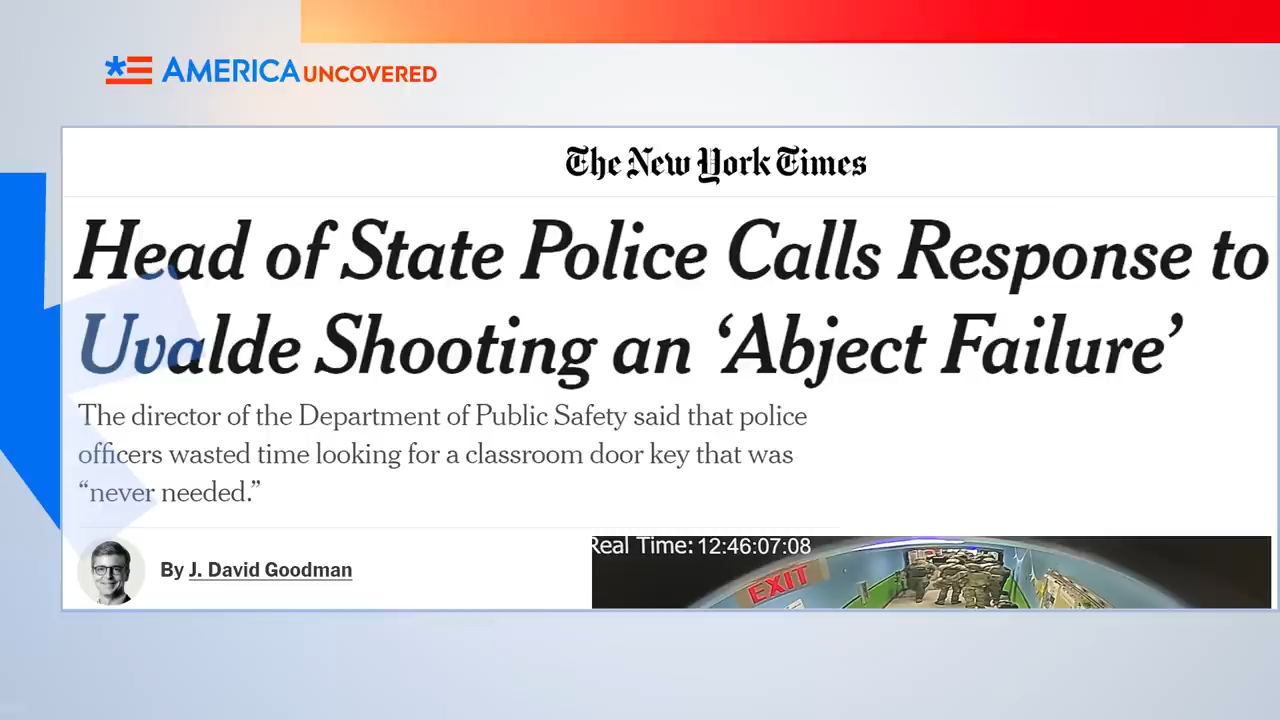 AMERICA UNCOVERED
The New York Times
Head of State Police Calls Response to
Uvalde Shooting an ‘Abject Failure’
The director of the Department of Public Safety said that police
officers wasted time looking for a classroom door key that was
“never needed.”
By J. David Goodman
Real Time: 12:46:07:08
EXIT